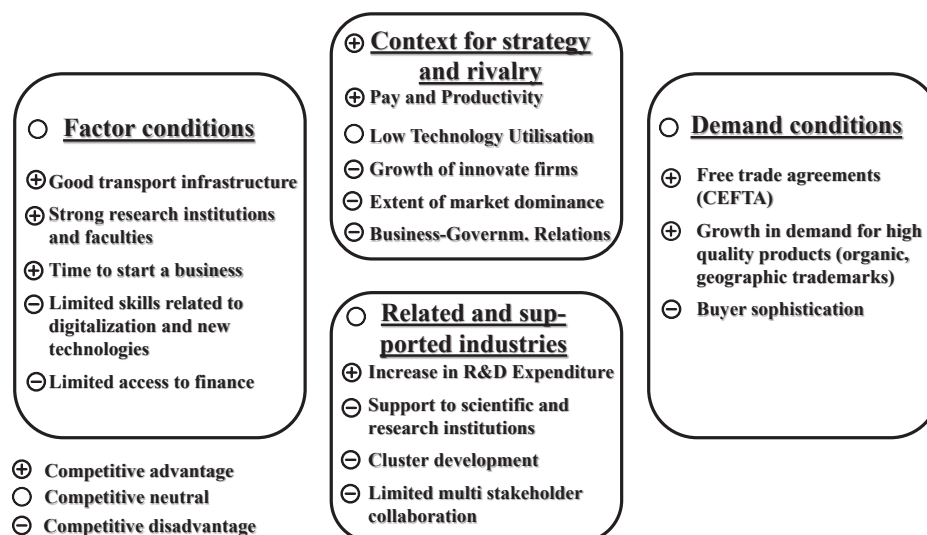 Context for strategy
and rivalry
Pay and Productivity
Low Technology Utilisation
Growth of innovate firms
Extent of market dominance
Business-Governm. Relations
Factor conditions
Good transport infrastructure
Strong research institutions
and faculties
Time to start a business
Limited skills related to
digitalization and new
technologies
Limited access to finance
Demand conditions
Free trade agreements
(CEFTA)
Growth in demand for high
quality products (organic,
geographic trademarks)
Buyer sophistication
Related and sup-
ported industries
Increase in R&D Expenditure
Support to scientific and
research institutions
Cluster development
Limited multi stakeholder
collaboration
Competitive advantage
Competitive neutral
Competitive disadvantage